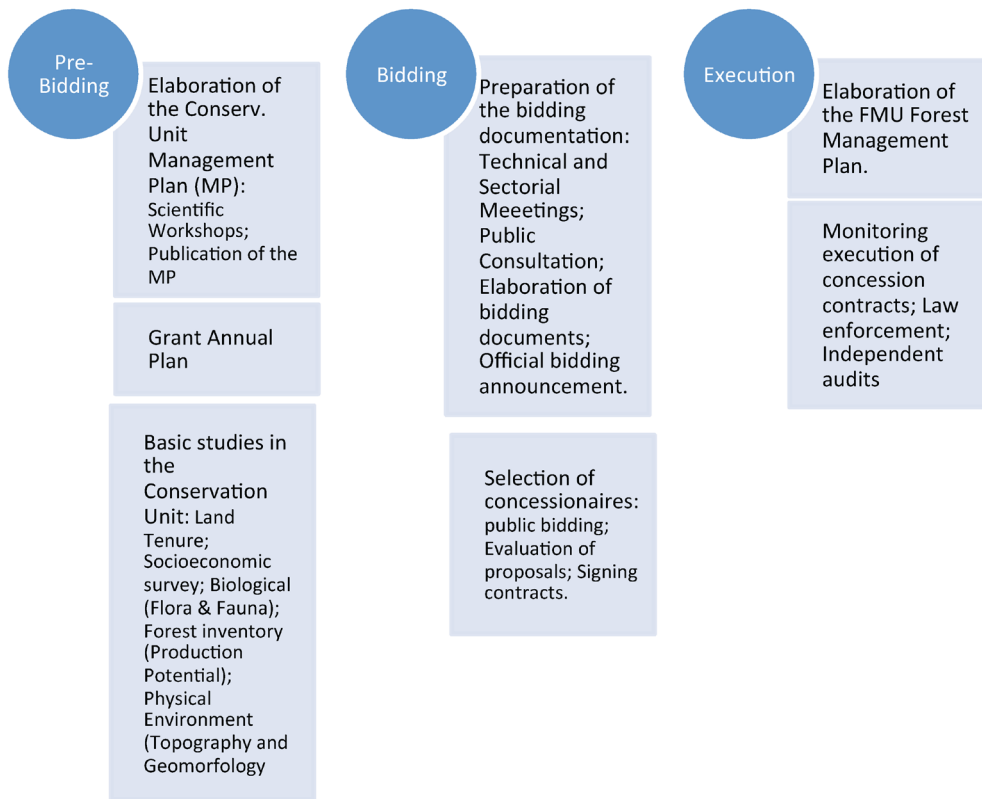 Pre-
Bidding
Elaboration of
the Conserv.
Unit
Management
Plan (MP):
Scientific
Workshops;
Publication of the
MP
Grant Annual
Plan
Basic studies in
the
Conservation
Unit: Land
Tenure;
Socioeconomic
survey; Biological
(Flora & Fauna);
Forest inventory
(Production
Potential);
Physical
Environment
(Topography and
Geomorfology
Bidding
Preparation of
the bidding
documentation:
Technical and
Sectorial
Meeetings;
Public
Consultation;
Elaboration of
bidding
documents;
Official bidding
announcement.
Selection of
concessionaires:
public bidding;
Evaluation of
proposals; Signing
contracts.
Execution
Elaboration of
the FMU Forest
Management
Plan.
Monitoring
execution of
concession
contracts; Law
enforcement;
Independent
audits